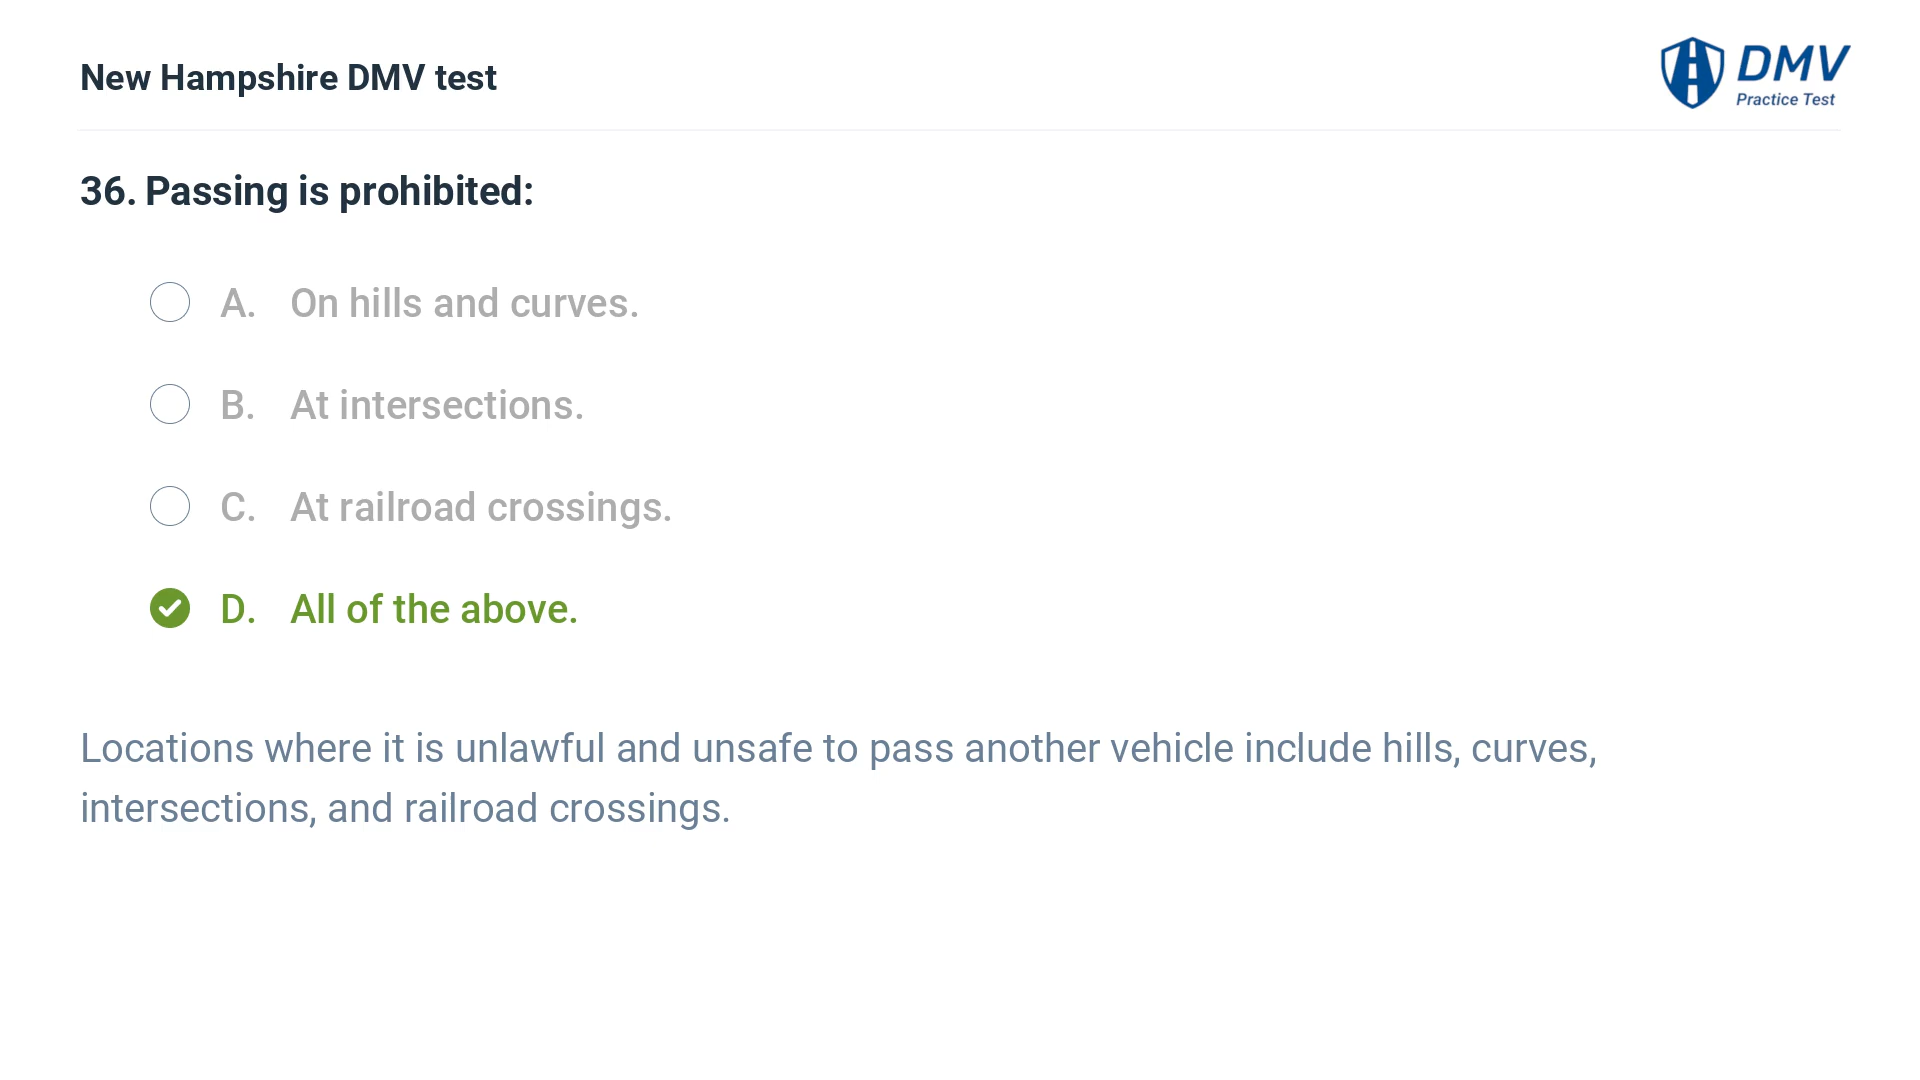 New Hampshire DMV test
DMV
Practice Test
36. Passing is prohibited:
A. On hills and curves.
B. At intersections.
C. At railroad crossings.
D. All of the above.
Locations where it is unlawful and unsafe to pass another vehicle include hills, curves,
intersections, and railroad crossings.